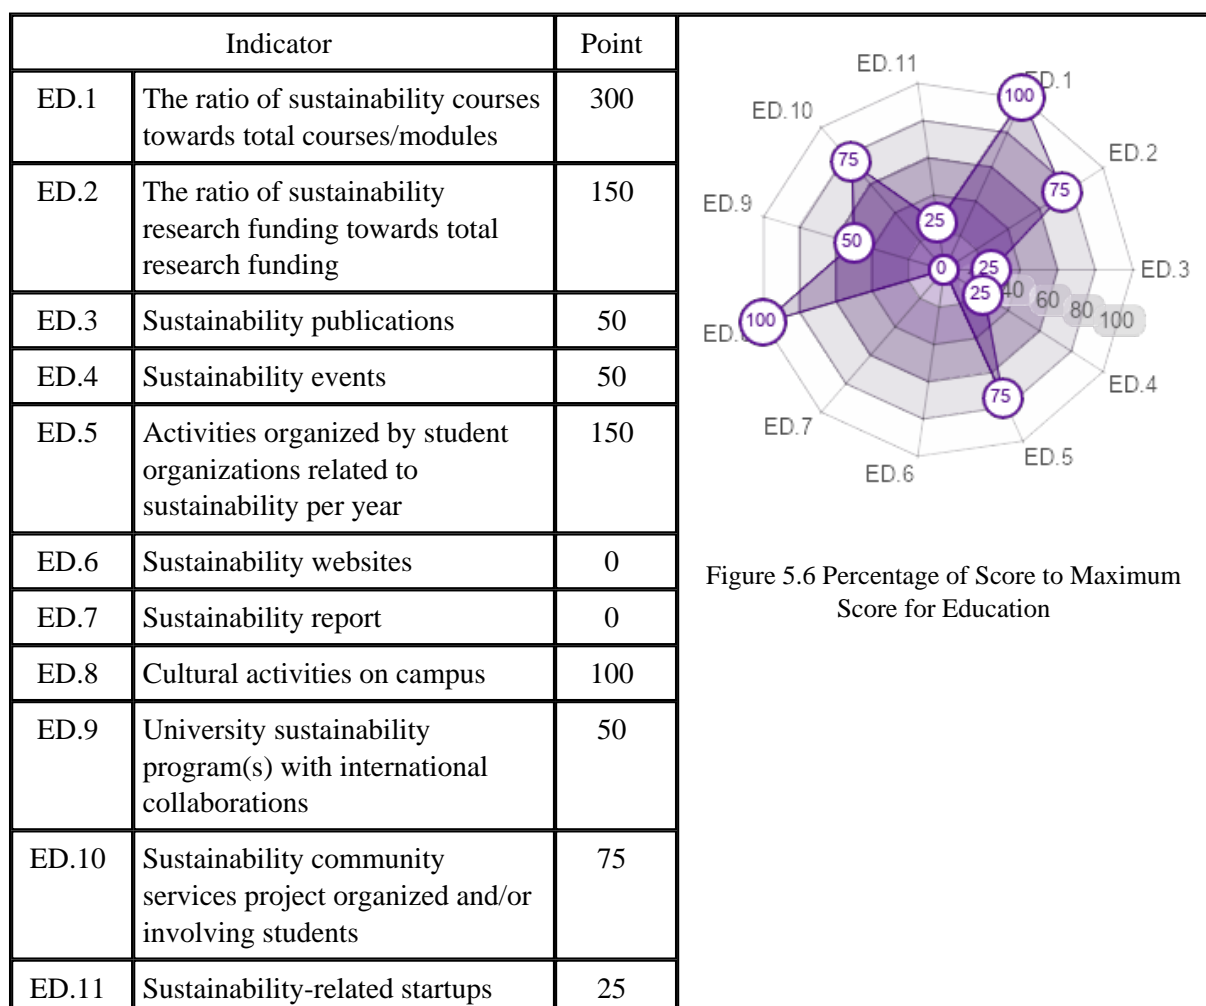 Indicator Point
ED.1 The ratio of sustainability courses 300
towards total courses/modules
ED.2 The ratio of sustainability 150
research funding towards total
research funding
ED.3 Sustainability publications 50
ED.4 Sustainability events 50
ED.5 Activities organized by student 150
organizations related to
sustainability per year
ED.6 Sustainability websites 0
ED.7 Sustainability report 0
ED.8 Cultural activities on campus 100
ED.9 University sustainability 50
program(s) with international
collaborations
ED.10 Sustainability community 75
services project organized and/or
involving students
ED.11 Sustainability-related startups 25
ED.11
100
ED.10
75
ED.2
75
ED.9
25
50
0
25
ED.3
25
40
60
80
100
100
ED.4
75
ED.7
ED.5
ED.6
Figure 5.6 Percentage of Score to Maximum
Score for Education